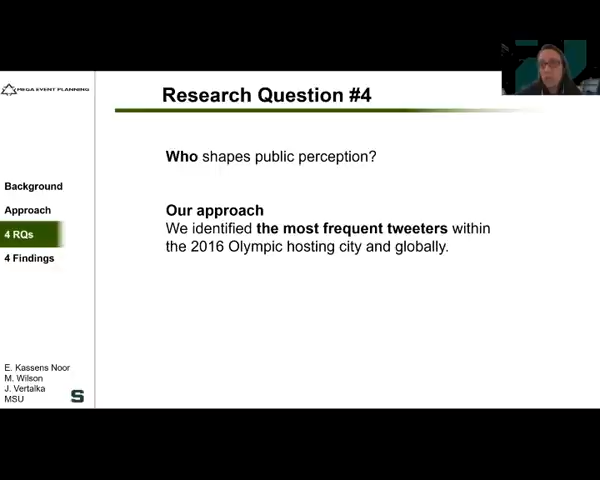 MEGA EVENT PLANNING
Research Question #4
Who shapes public perception?
Background
Approach
4 RQs
4 Findings
Our approach
We identified the most frequent tweeters within
the 2016 Olympic hosting city and globally.
E. Kassens Noor
M. Wilson
J. Vertalka
MSU
S